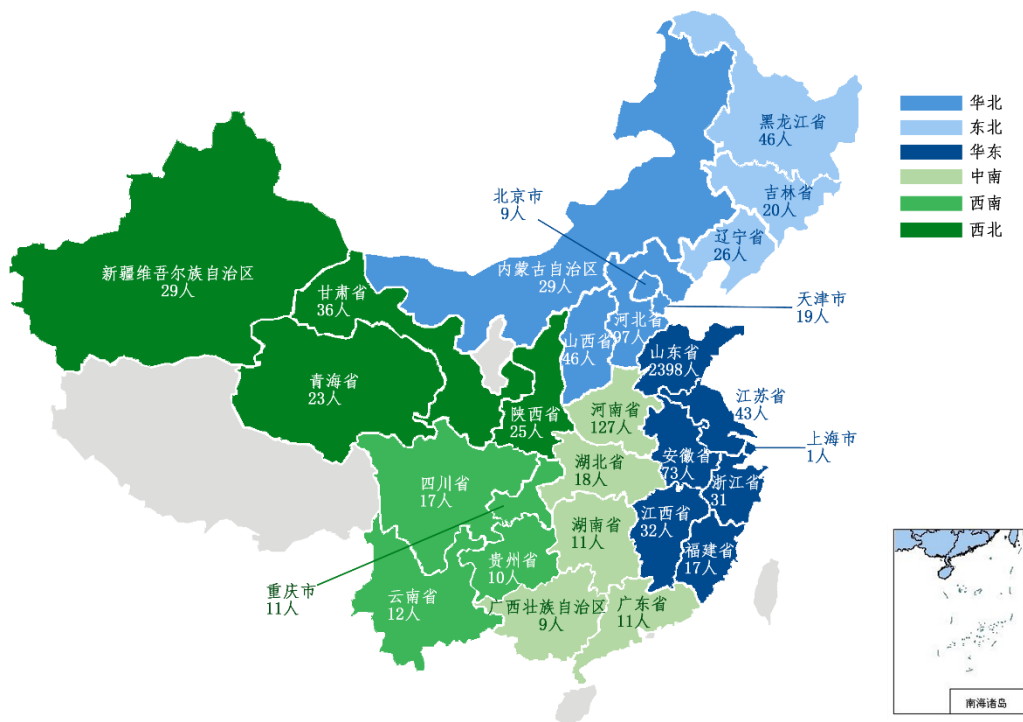 华北
东北
华东
中南
西南
西北
黑龙江省
46人
吉林省
20人
辽宁省
26人
北京市
9人
内蒙古自治区
29人
天津市
19人
河北省
97人
山西省
46人
新疆维吾尔族自治区
29人
甘肃省
36人
青海省
23人
陕西省
25人
山东省
2398人
河南省
127人
江苏省
43人
上海市
1人
安徽省
73人
浙江省
31
湖北省
18人
四川省
17人
江西省
32人
湖南省
11人
福建省
17人
贵州省
10人
重庆市
11人
云南省
12人
广西壮族自治区
9人
广东省
11人
南海诸岛